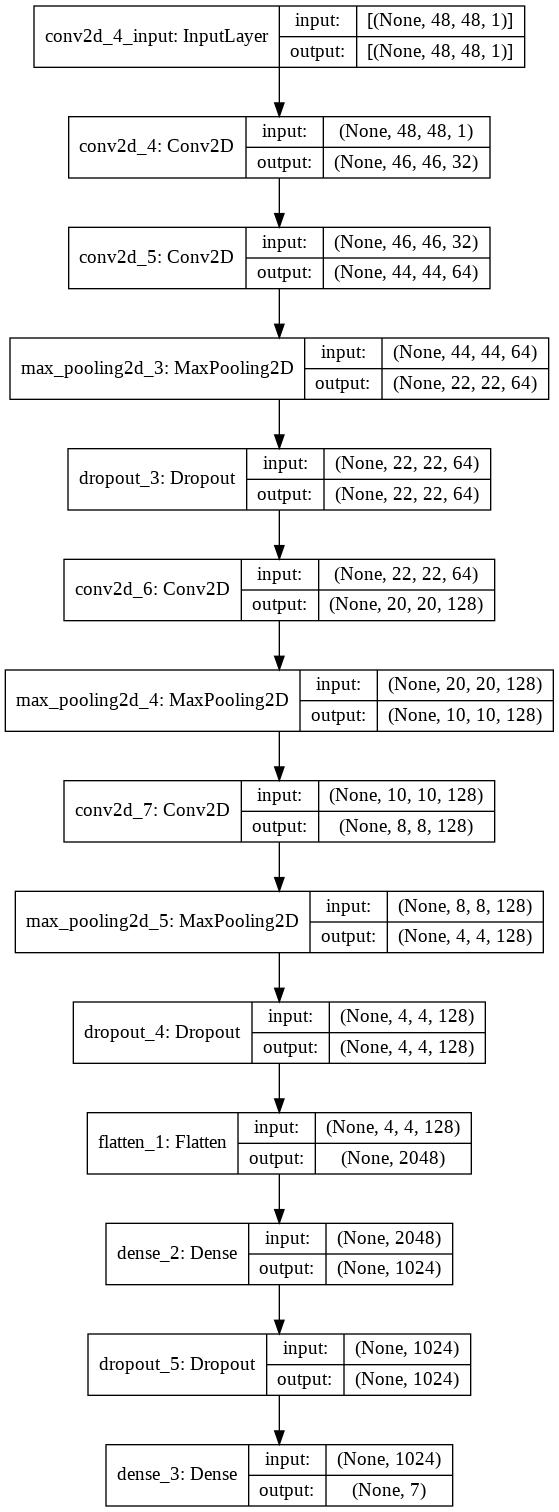 conv2d_4_input: InputLayer
input: [(None, 48, 48, 1)]
output: [(None, 48, 48, 1)]
conv2d_4: Conv2D
input: (None, 48, 48, 1)
output: (None, 46, 46, 32)
conv2d_5: Conv2D
input: (None, 46, 46, 32)
output: (None, 44, 44, 64)
max_pooling2d_3: MaxPooling2D
input: (None, 44, 44, 64)
output: (None, 22, 22, 64)
dropout_3: Dropout
input: (None, 22, 22, 64)
output: (None, 22, 22, 64)
conv2d_6: Conv2D
input: (None, 22, 22, 64)
output: (None, 20, 20, 128)
max_pooling2d_4: MaxPooling2D
input: (None, 20, 20, 128)
output: (None, 10, 10, 128)
conv2d_7: Conv2D
input: (None, 10, 10, 128)
output: (None, 8, 8, 128)
max_pooling2d_5: MaxPooling2D
input: (None, 8, 8, 128)
output: (None, 4, 4, 128)
dropout_4: Dropout
input: (None, 4, 4, 128)
output: (None, 4, 4, 128)
flatten_1: Flatten
input: (None, 4, 4, 128)
output: (None, 2048)
dense_2: Dense
input: (None, 2048)
output: (None, 1024)
dropout_5: Dropout
input: (None, 1024)
output: (None, 1024)
dense_3: Dense
input: (None, 1024)
output: (None, 7)